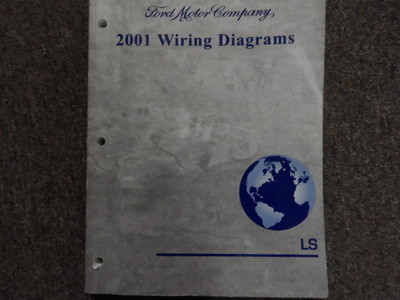 Ford Motor Company,
2001 Wiring Diagrams
LS